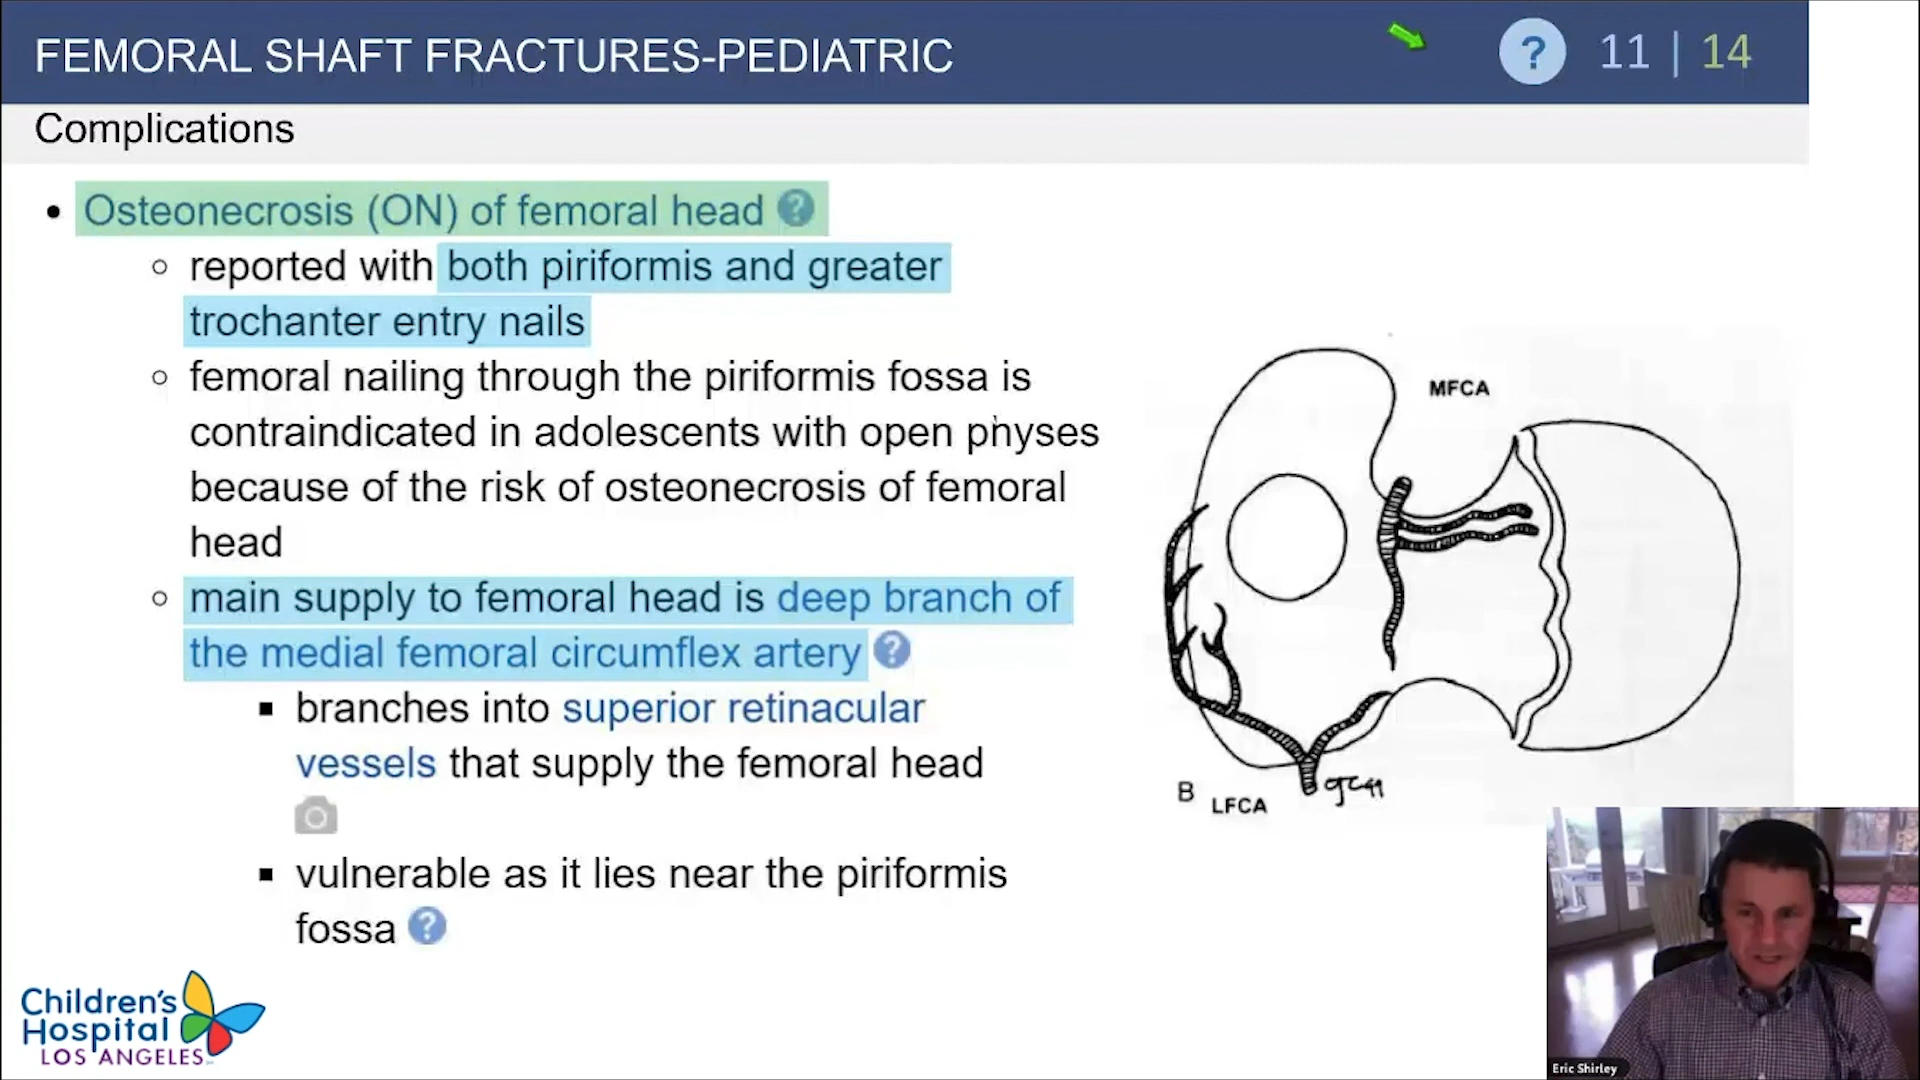 FEMORAL SHAFT FRACTURES-PEDIATRIC
? 11 | 14
Complications
• Osteonecrosis (ON) of femoral head ?
reported with both piriformis and greater
trochanter entry nails
femoral nailing through the piriformis fossa is
contraindicated in adolescents with open physes
because of the risk of osteonecrosis of femoral
head
main supply to femoral head is deep branch of
the medial femoral circumflex artery ?
branches into superior retinacular
vessels that supply the femoral head
vulnerable as it lies near the piriformis
fossa ?
MFCA
B LFCA
Children's
Hospital
LOS ANGELES
Eric Shirley